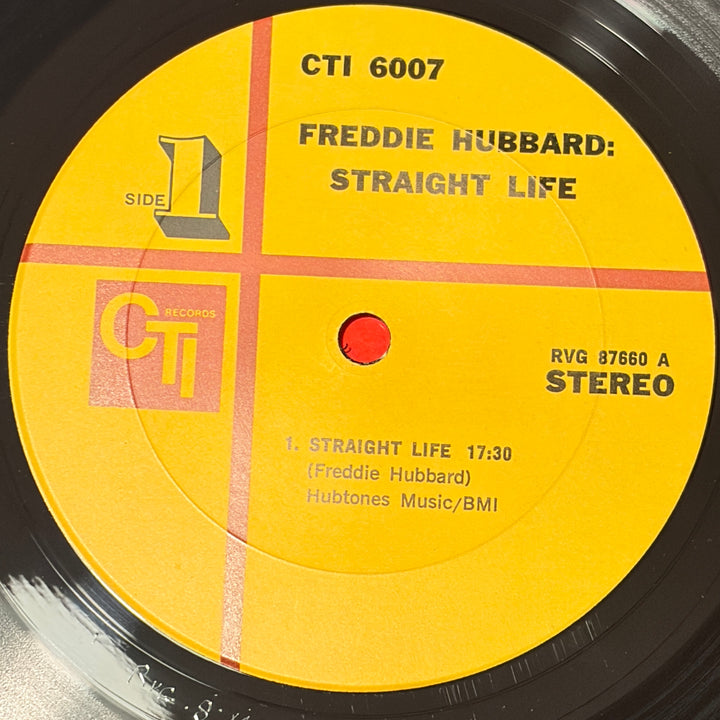 CTI 6007
FREDDIE HUBBARD:
STRAIGHT LIFE
SIDE 1
CTI RECORDS
RVG 87660 A
STEREO
1. STRAIGHT LIFE 17:30
(Freddie Hubbard)
Hubtones Music/BMI